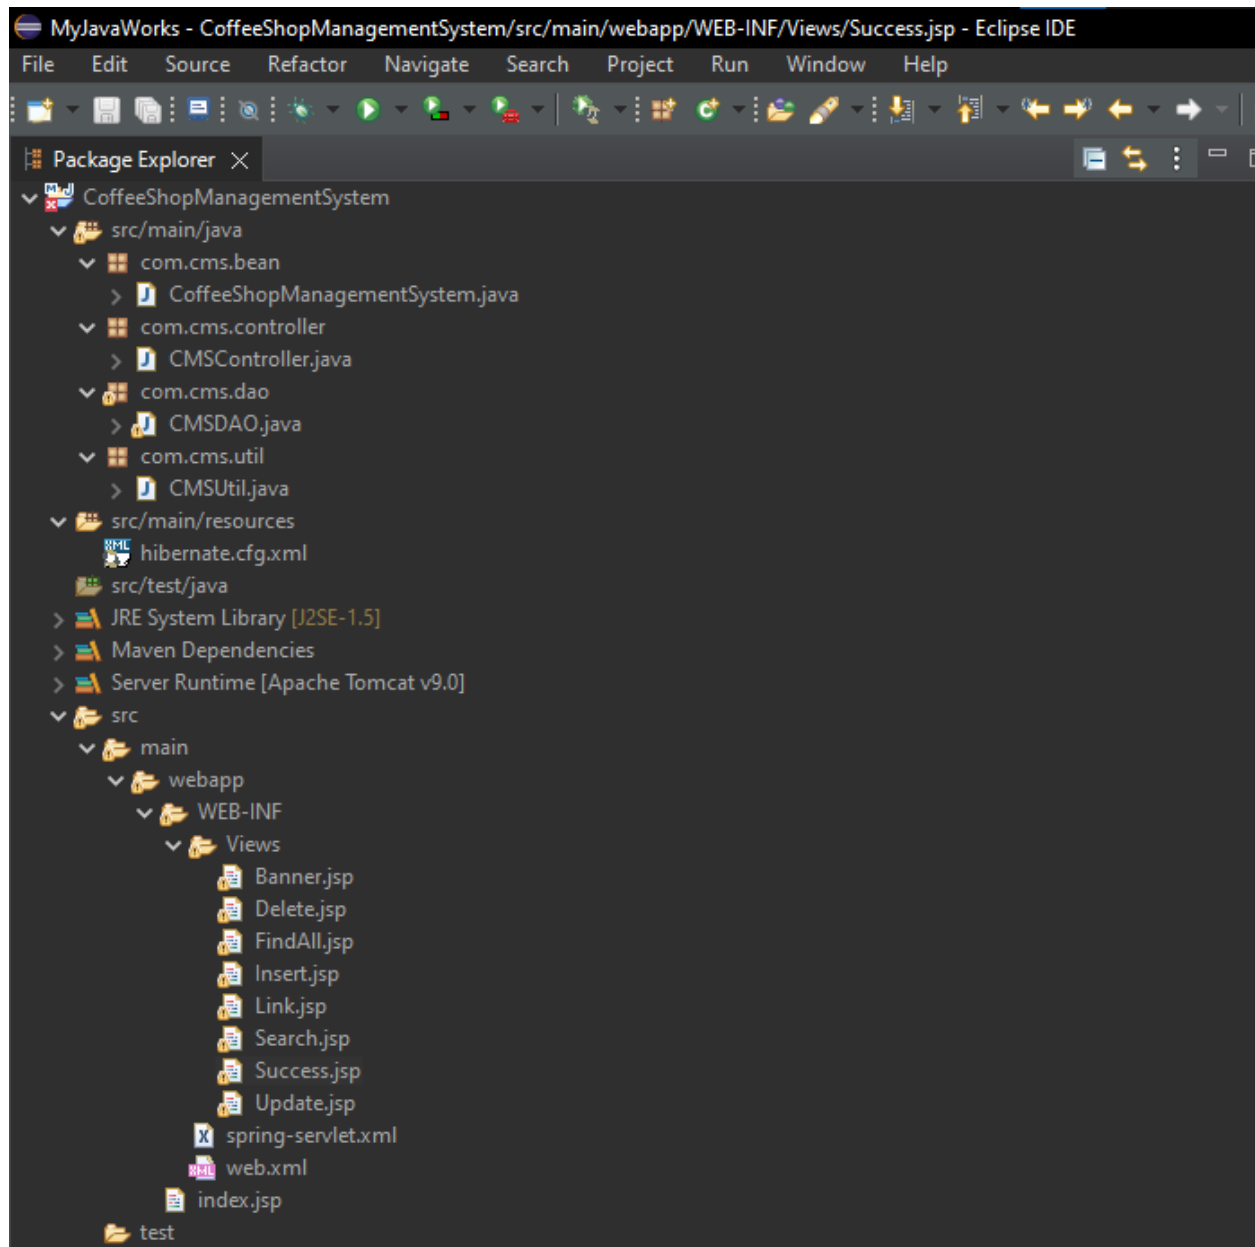 MyJavaWorks - CoffeeShopManagementSystem/src/main/webapp/WEB-INF/Views/Success.jsp - Eclipse IDE
File Edit Source Refactor Navigate Search Project Run Window Help
Package Explorer
CoffeeShopManagementSystem
src/main/java
com.cms.bean
CoffeeShopManagementSystem.java
com.cms.controller
CMSController.java
com.cms.dao
CMSDAO.java
com.cms.util
CMSUtil.java
src/main/resources
hibernate.cfg.xml
src/test/java
JRE System Library [J2SE-1.5]
Maven Dependencies
Server Runtime [Apache Tomcat v9.0]
src
main
webapp
WEB-INF
Views
Banner.jsp
Delete.jsp
FindAll.jsp
Insert.jsp
Link.jsp
Search.jsp
Success.jsp
Update.jsp
spring-servlet.xml
web.xml
index.jsp
test